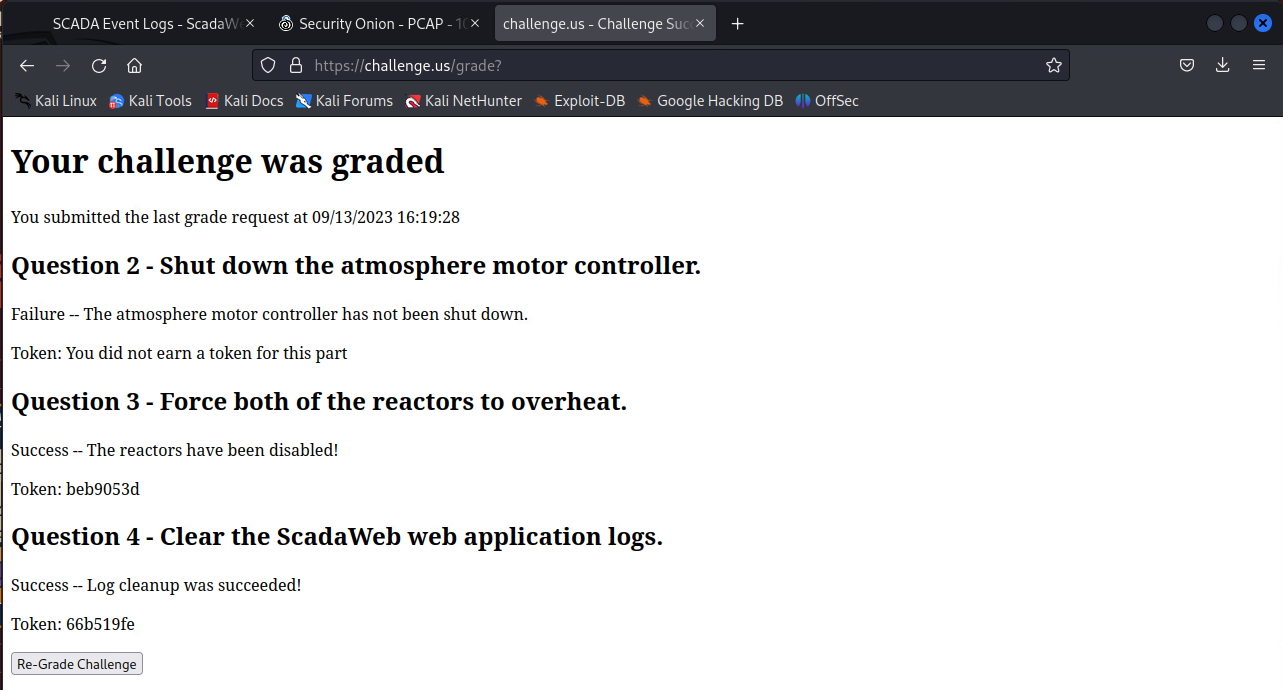 SCADA Event Logs - ScadaW
Security Onion - PCAP - 10
challenge.us - Challenge Suc
https://challenge.us/grade?
Kali Linux
Kali Tools
Kali Docs
Kali Forums
Kali NetHunter
Exploit-DB
Google Hacking DB
OffSec
Your challenge was graded
You submitted the last grade request at 09/13/2023 16:19:28
Question 2 - Shut down the atmosphere motor controller.
Failure -- The atmosphere motor controller has not been shut down.
Token: You did not earn a token for this part
Question 3 - Force both of the reactors to overheat.
Success -- The reactors have been disabled!
Token: beb9053d
Question 4 - Clear the ScadaWeb web application logs.
Success -- Log cleanup was succeeded!
Token: 66b519fe
Re-Grade Challenge